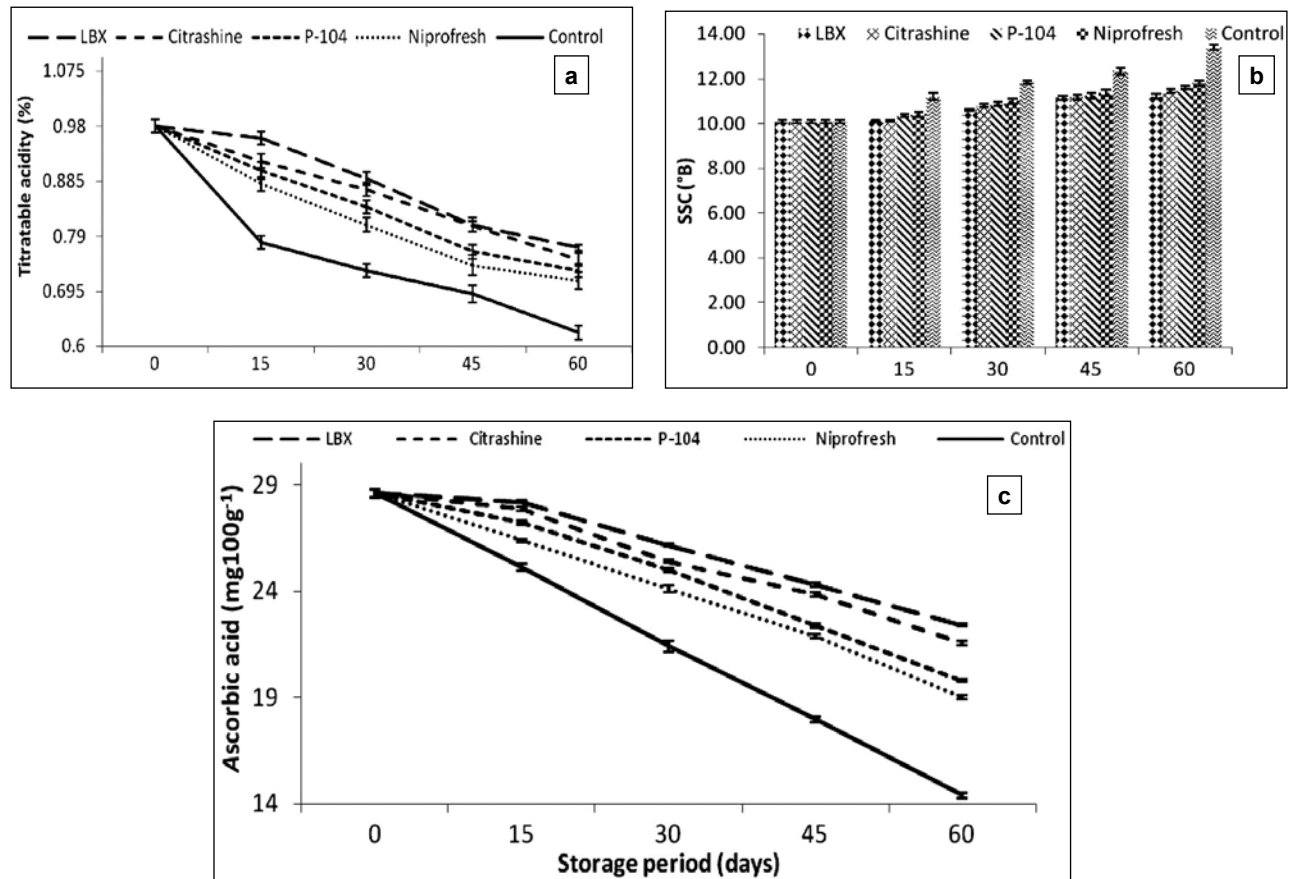 LBX Citrashine P-104 Niprofresh Control
a
Titratable acidity (%)
1.075
0.98
0.885
0.79
0.695
0.6
0 15 30 45 60
LBX Citrashine P-104 Niprofresh Control
b
SSC (°B)
14.00
12.00
10.00
8.00
6.00
4.00
2.00
0.00
0 15 30 45 60
LBX Citrashine P-104 Niprofresh Control
c
Ascorbic acid (mg100g⁻¹)
29
24
19
14
0 15 30 45 60
Storage period (days)